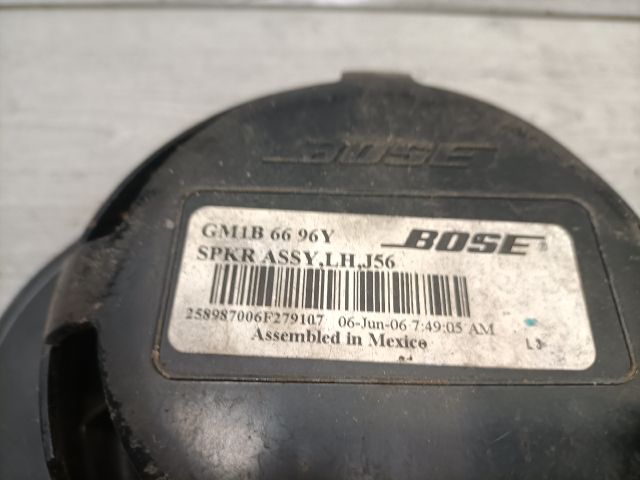 BOSE
GM1B 66 96Y
BOSE
SPKR ASSY,LH,J56
258987006F279107 06-Jun-06 7:49:05 AM
Assembled in Mexico